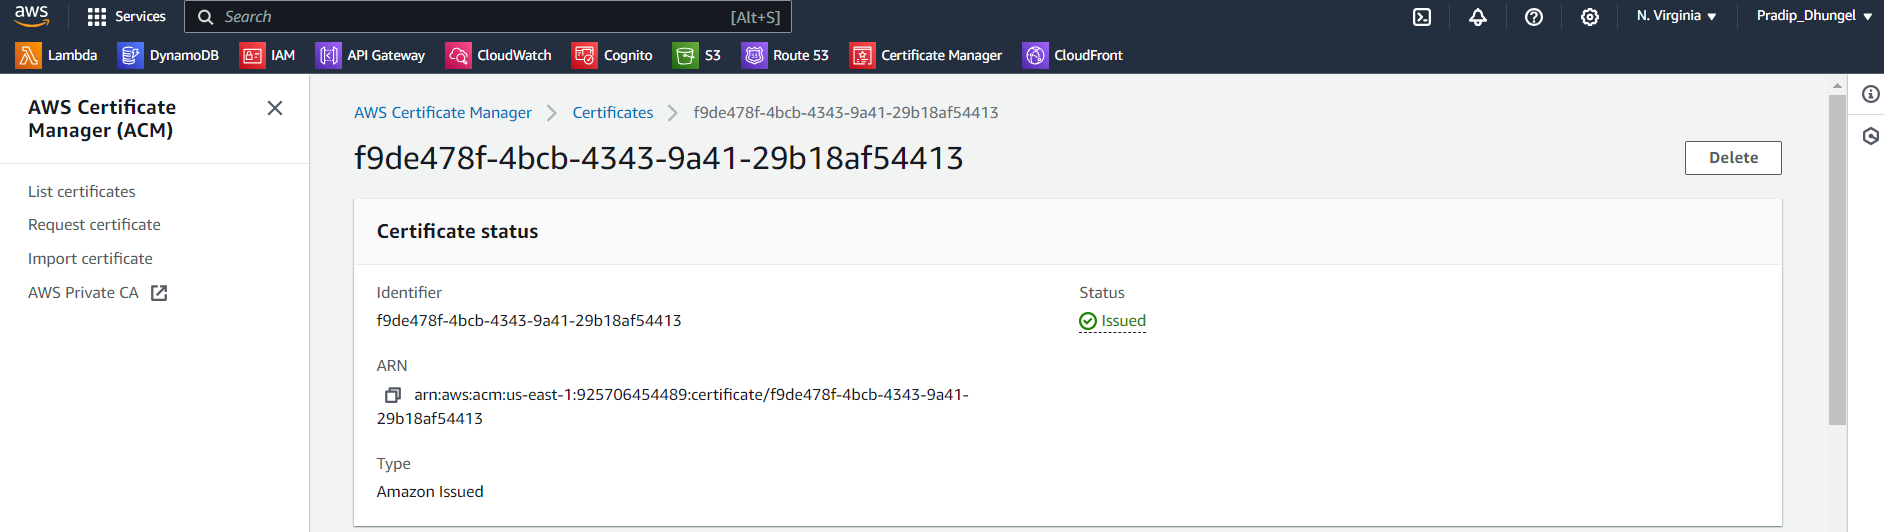 aws
Services
Search
[Alt+S]
N. Virginia
Pradip_Dhungel
Lambda
DynamoDB
IAM
API Gateway
CloudWatch
Cognito
S3
Route 53
Certificate Manager
CloudFront
AWS Certificate
Manager (ACM)
List certificates
Request certificate
Import certificate
AWS Private CA
AWS Certificate Manager
Certificates
f9de478f-4bcb-4343-9a41-29b18af54413
f9de478f-4bcb-4343-9a41-29b18af54413
Delete
Certificate status
Identifier
f9de478f-4bcb-4343-9a41-29b18af54413
Status
Issued
ARN
arn:aws:acm:us-east-1:925706454489:certificate/f9de478f-4bcb-4343-9a41-
29b18af54413
Type
Amazon Issued